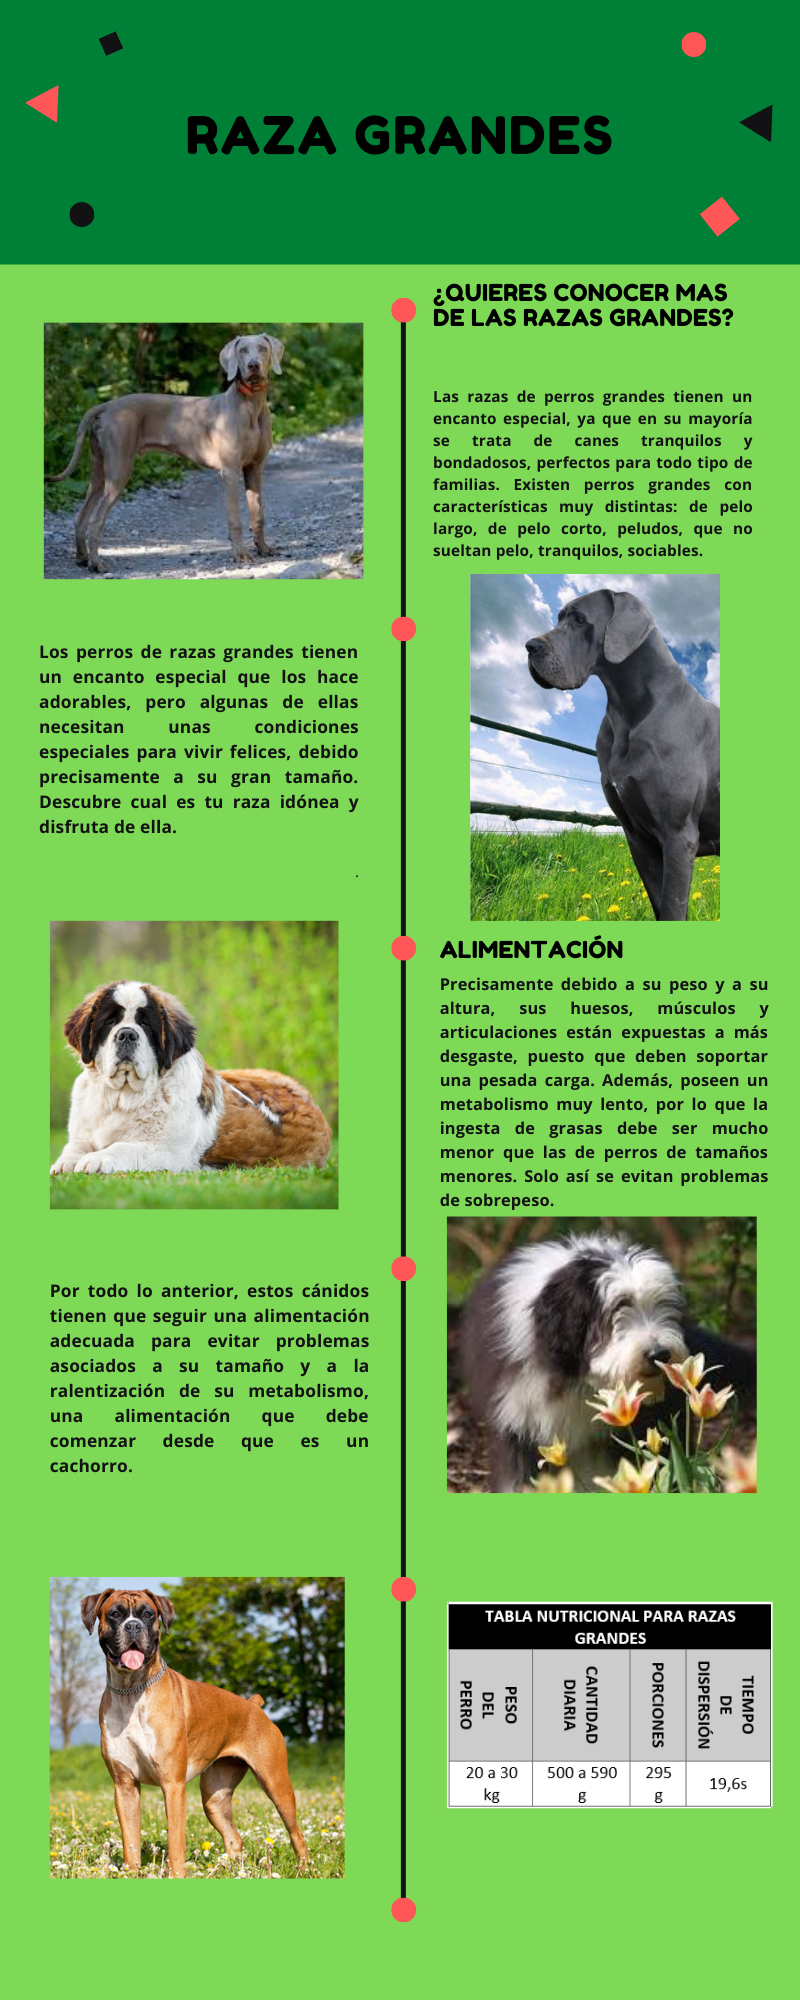 RAZA GRANDES
¿QUIERES CONOCER MAS
DE LAS RAZAS GRANDES?
Las razas de perros grandes tienen un
encanto especial, ya que en su mayoría
se trata de canes tranquilos y
bondadosos, perfectos para todo tipo de
familias. Existen perros grandes con
características muy distintas: de pelo
largo, de pelo corto, peludos, que no
sueltan pelo, tranquilos, sociables.
Los perros de razas grandes tienen
un encanto especial que los hace
adorables, pero algunas de ellas
necesitan unas condiciones
especiales para vivir felices, debido
precisamente a su gran tamaño.
Descubre cual es tu raza idónea y
disfruta de ella.
.
ALIMENTACIÓN
Precisamente debido a su peso y a su
altura, sus huesos, músculos y
articulaciones están expuestas a más
desgaste, puesto que deben soportar
una pesada carga. Además, poseen un
metabolismo muy lento, por lo que la
ingesta de grasas debe ser mucho
menor que las de perros de tamaños
menores. Solo así se evitan problemas
de sobrepeso.
Por todo lo anterior, estos cánidos
tienen que seguir una alimentación
adecuada para evitar problemas
asociados a su tamaño y a la
ralentización de su metabolismo,
una alimentación que debe
comenzar desde que es un
cachorro.
TABLA NUTRICIONAL PARA RAZAS
GRANDES
PESO
DEL
PERRO
CANTIDAD
DIARIA
PORCIONES
TIEMPO
DE
DISPERSIÓN
20 a 30
kg
500 a 590
g
295
g
19,6s